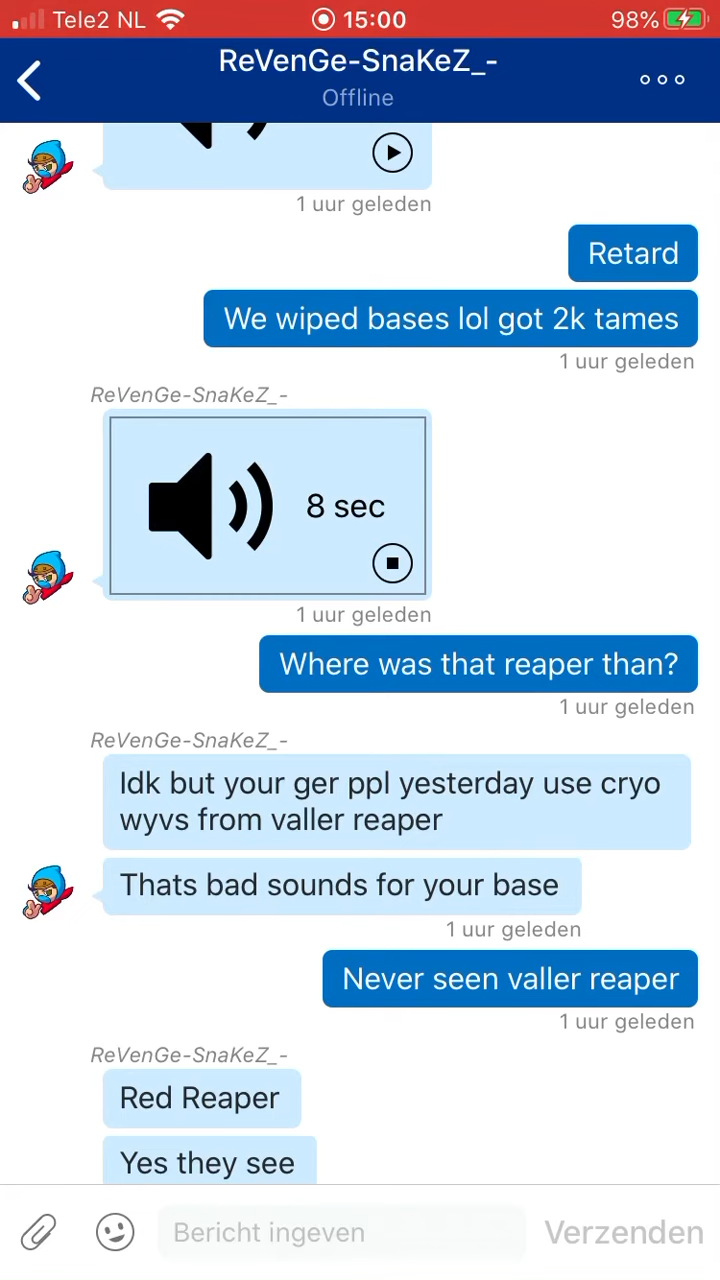 Tele2 NL 15:00 98%
ReVenGe-SnaKeZ_-
Offline
1 uur geleden
Retard
We wiped bases lol got 2k tames
1 uur geleden
ReVenGe-SnaKeZ_-
8 sec
1 uur geleden
Where was that reaper than?
1 uur geleden
ReVenGe-SnaKeZ_-
Idk but your ger ppl yesterday use cryo
wyvs from valler reaper
Thats bad sounds for your base
1 uur geleden
Never seen valler reaper
1 uur geleden
ReVenGe-SnaKeZ_-
Red Reaper
Yes they see
Bericht ingeven Verzenden